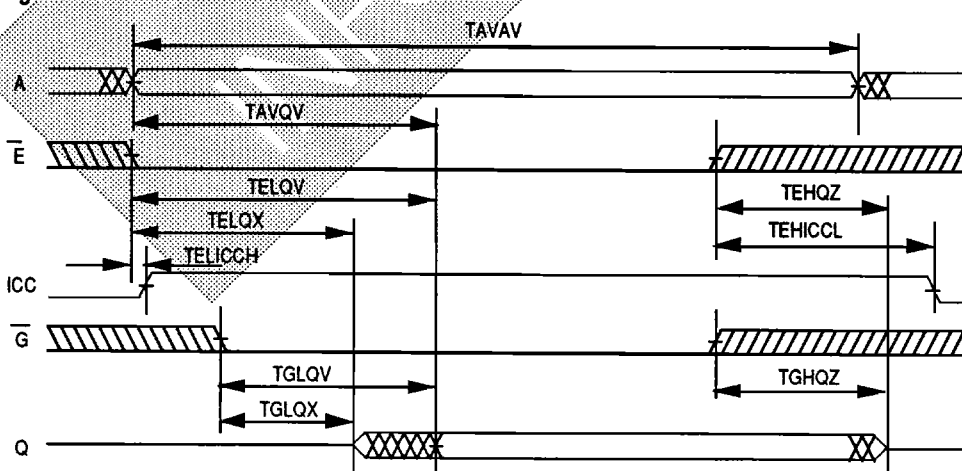 TAVAV
A
TAVQV
E
TELQV
TEHQZ
TELQX
TEHICCL
TELICCH
ICC
G
TGLQV
TGHQZ
TGLQX
Q